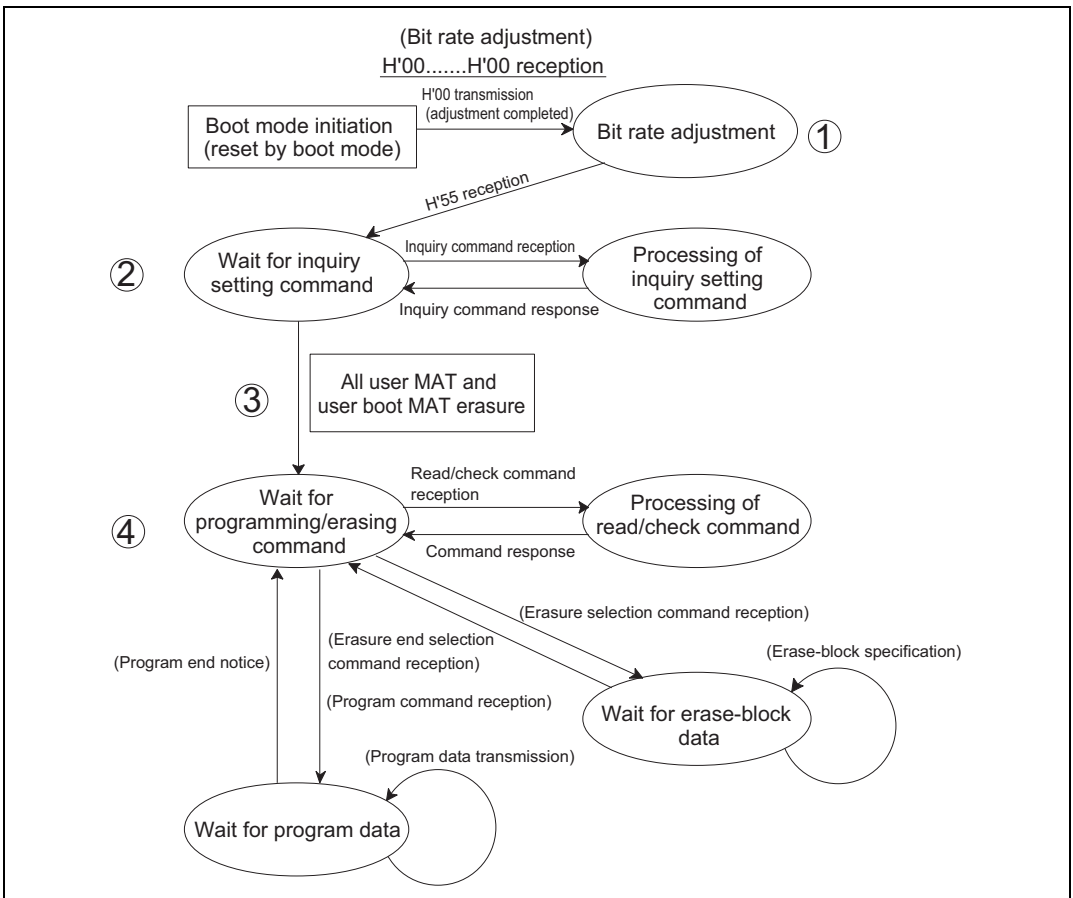 (Bit rate adjustment)
H'00.......H'00 reception
H'00 transmission
(adjustment completed)
Boot mode initiation
(reset by boot mode)
Bit rate adjustment
①
H'55 reception
②
Wait for inquiry
setting command
Inquiry command reception
Processing of
inquiry setting
command
Inquiry command response
③
All user MAT and
user boot MAT erasure
④
Wait for
programming/erasing
command
Read/check command
reception
Processing of
read/check command
Command response
(Erasure selection command reception)
(Program end notice)
(Erasure end selection
command reception)
(Program command reception)
(Erase-block specification)
Wait for erase-block
data
(Program data transmission)
Wait for program data